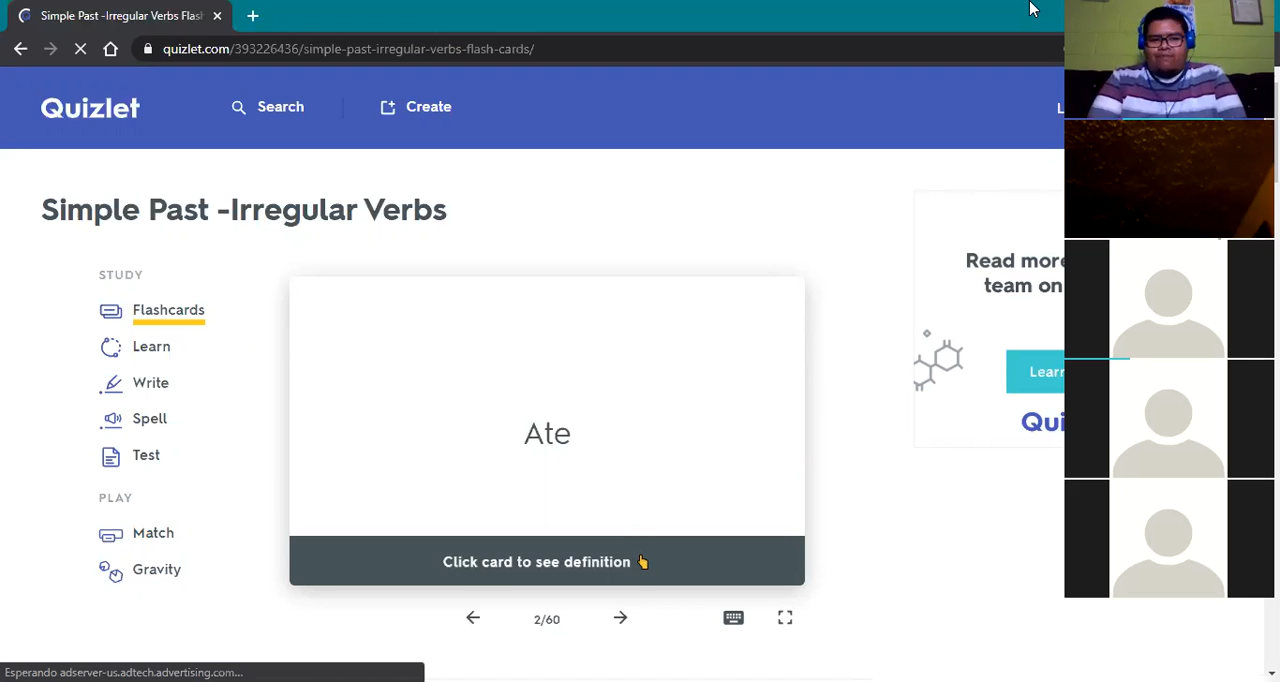 Simple Past -Irregular Verbs Flas
quizlet.com/393226436/simple-past-irregular-verbs-flash-cards/
Quizlet
Search
Create
L
Simple Past -Irregular Verbs
STUDY
Flashcards
Learn
Write
Spell
Test
PLAY
Match
Gravity
Ate
Click card to see definition
2/60
Read more
team on
Learn
Qui
Esperando adserver-us.adtech.advertising.com...